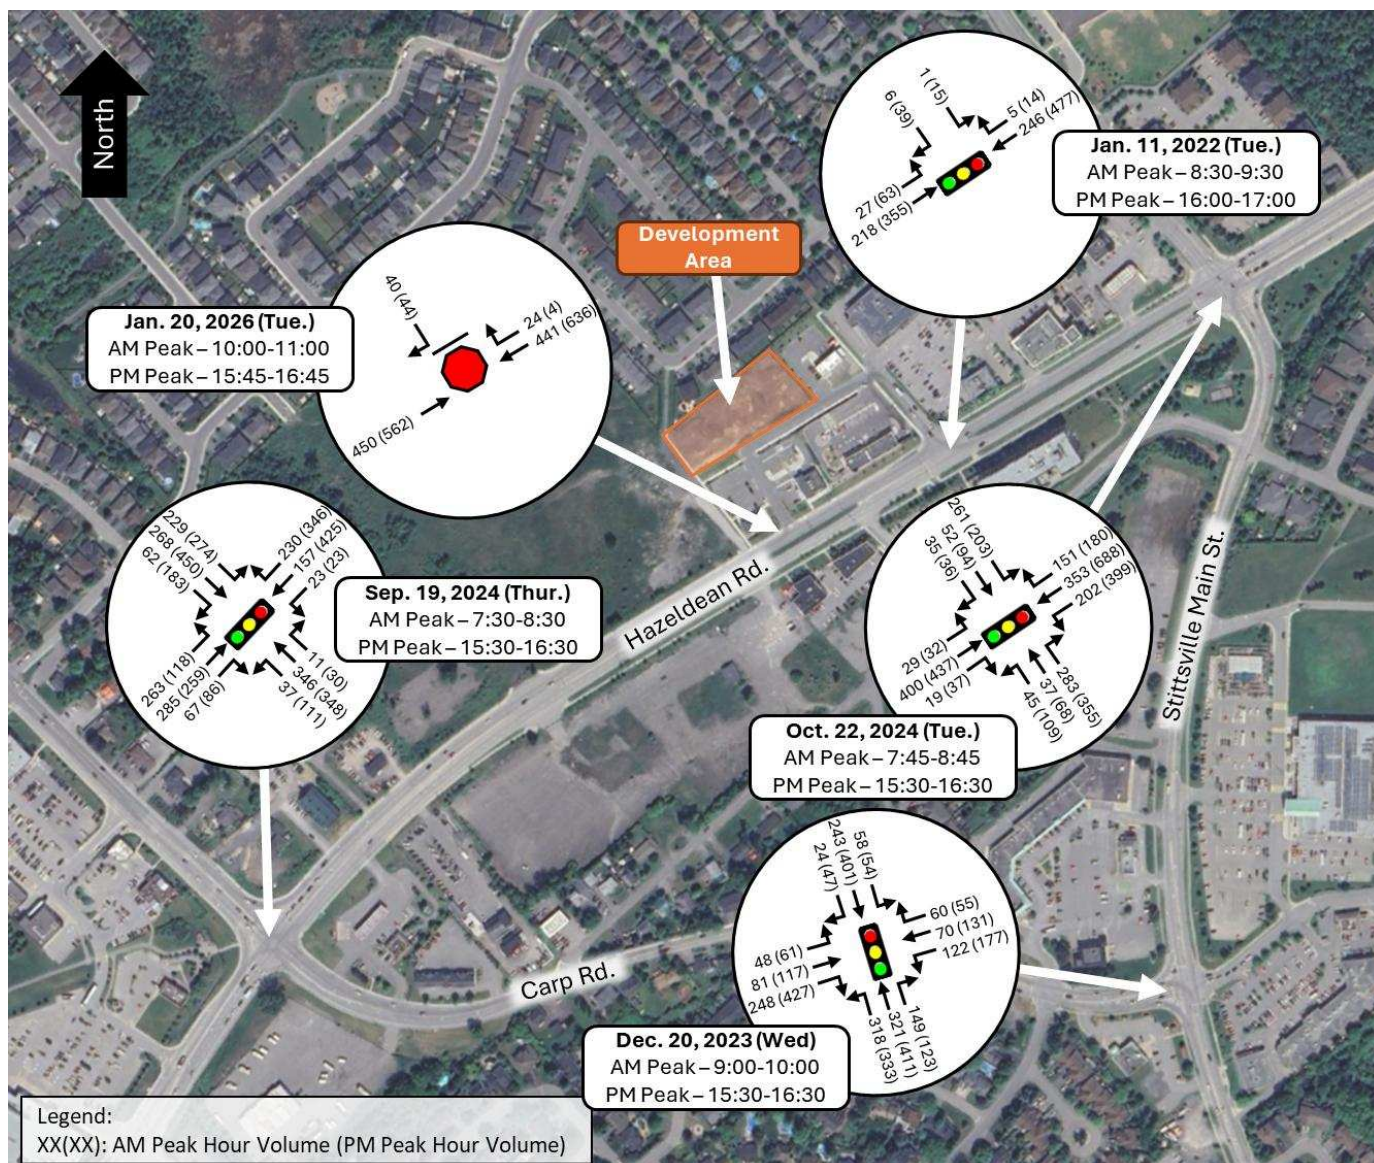 North
1 (15)
6 (39)
5 (14)
246 (477)
27 (63)
218 (355)
Jan. 11, 2022 (Tue.)
AM Peak – 8:30-9:30
PM Peak – 16:00-17:00
Development
Area
40 (44)
24 (4)
441 (636)
450 (562)
Jan. 20, 2026 (Tue.)
AM Peak – 10:00-11:00
PM Peak – 15:45-16:45
229 (274)
268 (450)
62 (183)
230 (346)
157 (425)
23 (23)
263 (118)
285 (259)
67 (86)
11 (30)
346 (348)
37 (111)
Sep. 19, 2024 (Thur.)
AM Peak – 7:30-8:30
PM Peak – 15:30-16:30
Hazeldean Rd.
261 (203)
52 (94)
35 (36)
151 (180)
353 (688)
202 (399)
29 (32)
400 (437)
19 (37)
283 (355)
37 (68)
45 (109)
Stittsville Main St.
Oct. 22, 2024 (Tue.)
AM Peak – 7:45-8:45
PM Peak – 15:30-16:30
58 (54)
243 (401)
24 (47)
60 (55)
70 (131)
122 (177)
48 (61)
81 (117)
248 (427)
149 (123)
321 (411)
318 (333)
Carp Rd.
Dec. 20, 2023 (Wed)
AM Peak – 9:00-10:00
PM Peak – 15:30-16:30
Legend:
XX(XX): AM Peak Hour Volume (PM Peak Hour Volume)